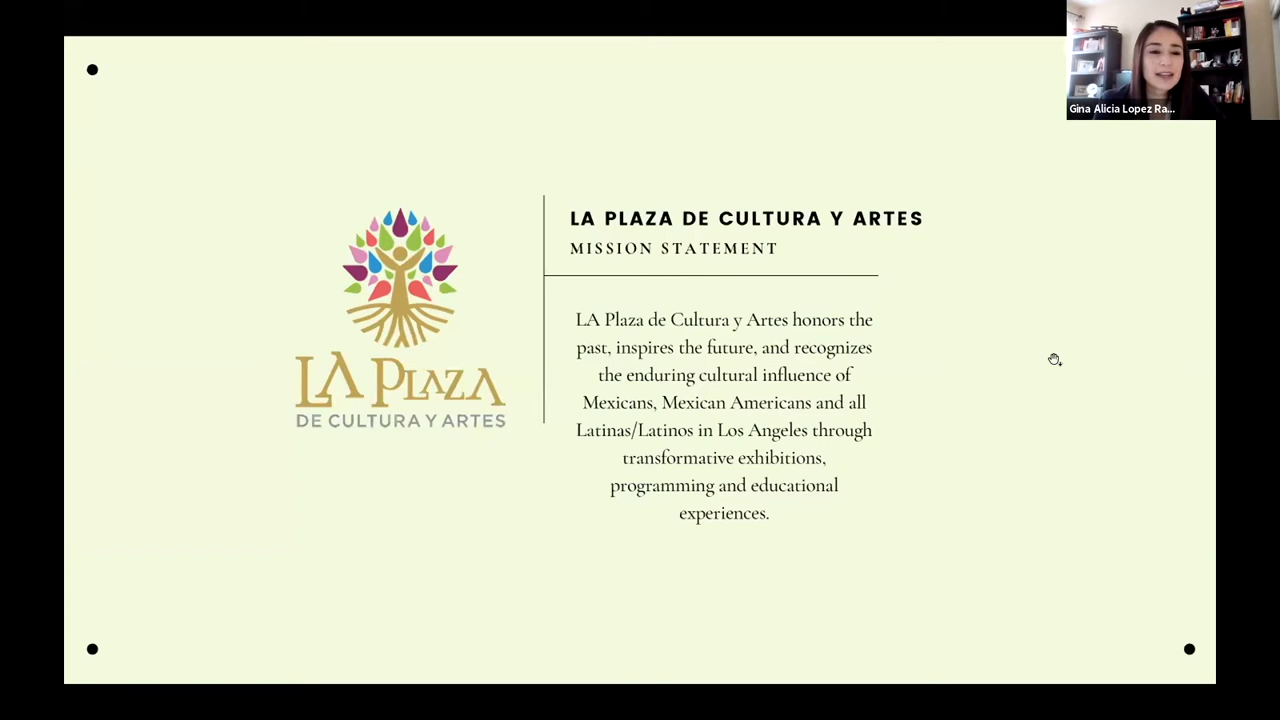 Gina Alicia Lopez Ra...
LA PLAZA DE CULTURA Y ARTES
MISSION STATEMENT
LA Plaza de Cultura y Artes honors the
past, inspires the future, and recognizes
the enduring cultural influence of
Mexicans, Mexican Americans and all
Latinas/Latinos in Los Angeles through
transformative exhibitions,
programming and educational
experiences.
LA PLAZA
DE CULTURA Y ARTES